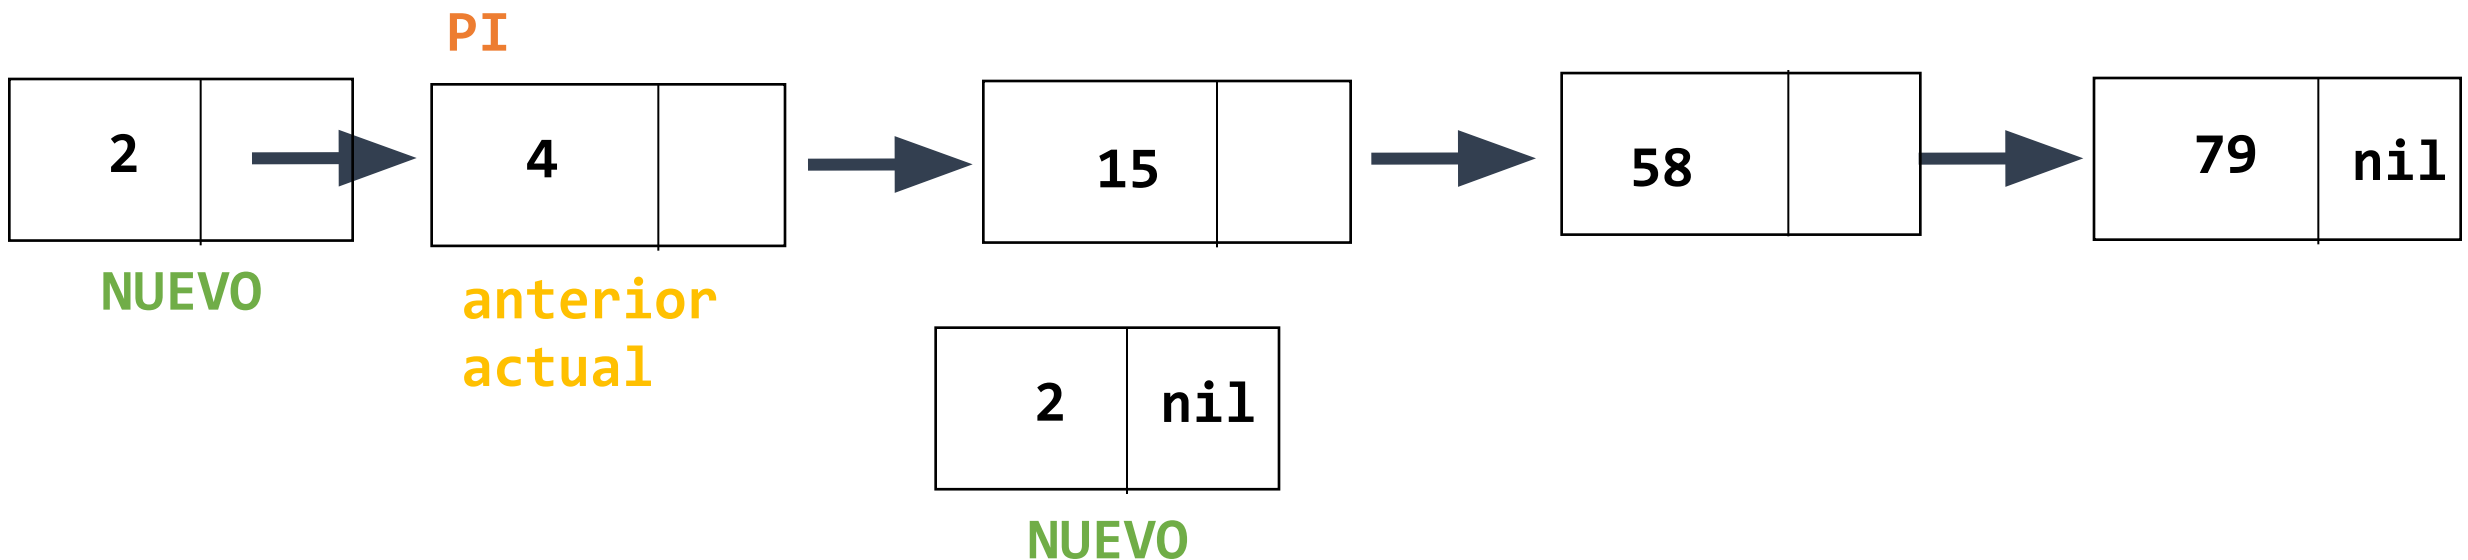 PI
2 4 15 58 79 nil
NUEVO
anterior
actual
2 nil
NUEVO